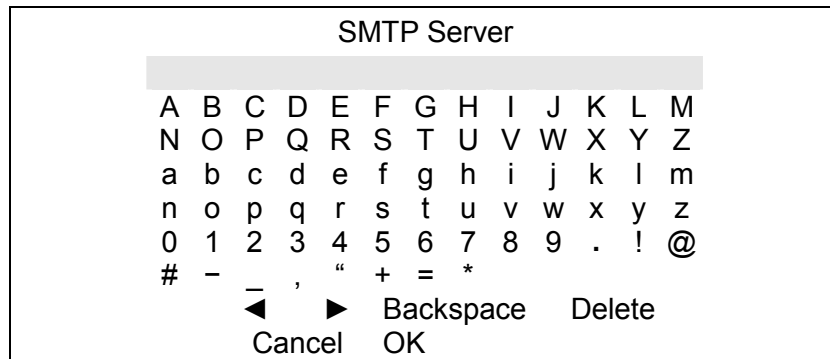 SMTP Server
A B C D E F G H I J K L M
N O P Q R S T U V W X Y Z
a b c d e f g h i j k l m
n o p q r s t u v w x y z
0 1 2 3 4 5 6 7 8 9 . ! @
# − _ , “ + = *
◄ ► Backspace Delete
Cancel OK